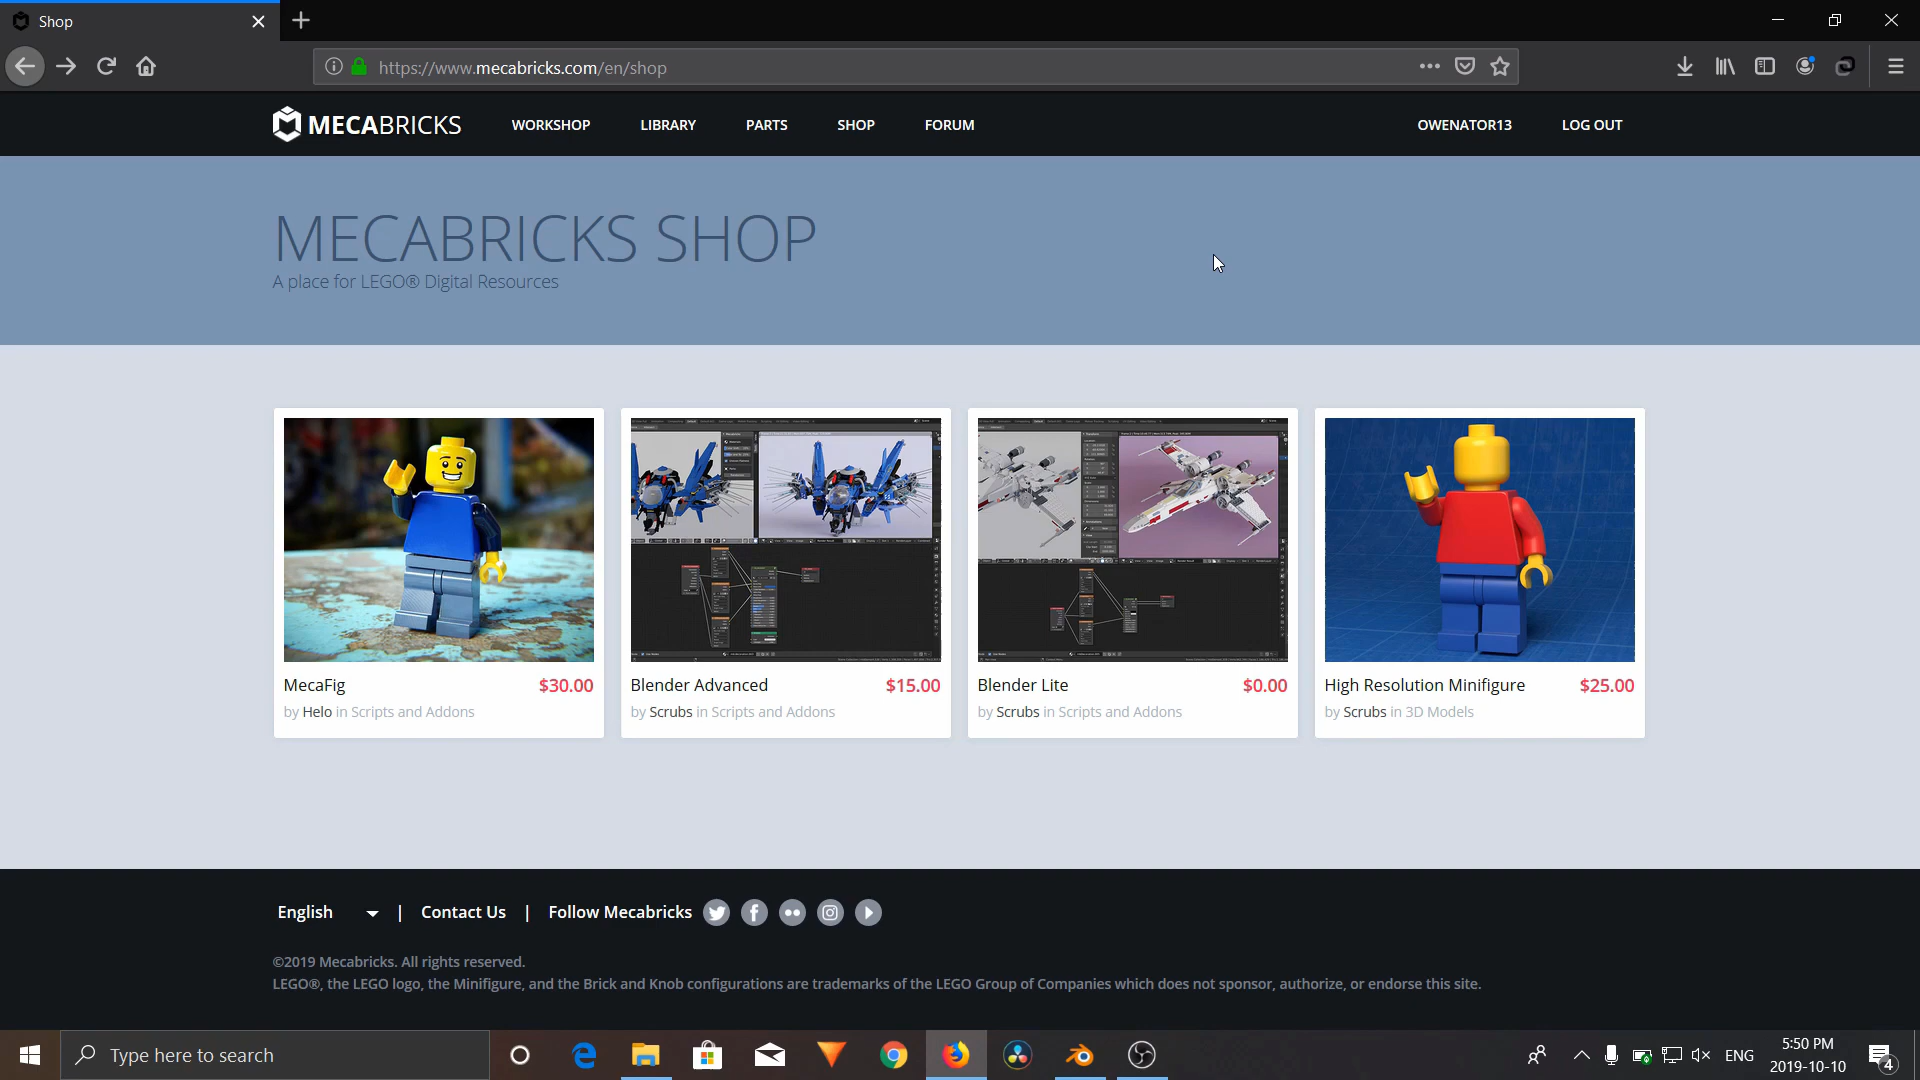 Shop
https://www.mecabricks.com/en/shop
MECABRICKS
WORKSHOP
LIBRARY
PARTS
SHOP
FORUM
OWENATOR13
LOG OUT
MECABRICKS SHOP
A place for LEGO® Digital Resources
MecaFig
$30.00
by Helo in Scripts and Addons
Blender Advanced
$15.00
by Scrubs in Scripts and Addons
Blender Lite
$0.00
by Scrubs in Scripts and Addons
High Resolution Minifigure
$25.00
by Scrubs in 3D Models
English
|
Contact Us
|
Follow Mecabricks
©2019 Mecabricks. All rights reserved.
LEGO®, the LEGO logo, the Minifigure, and the Brick and Knob configurations are trademarks of the LEGO Group of Companies which does not sponsor, authorize, or endorse this site.
Type here to search
ENG
5:50 PM
2019-10-10
4